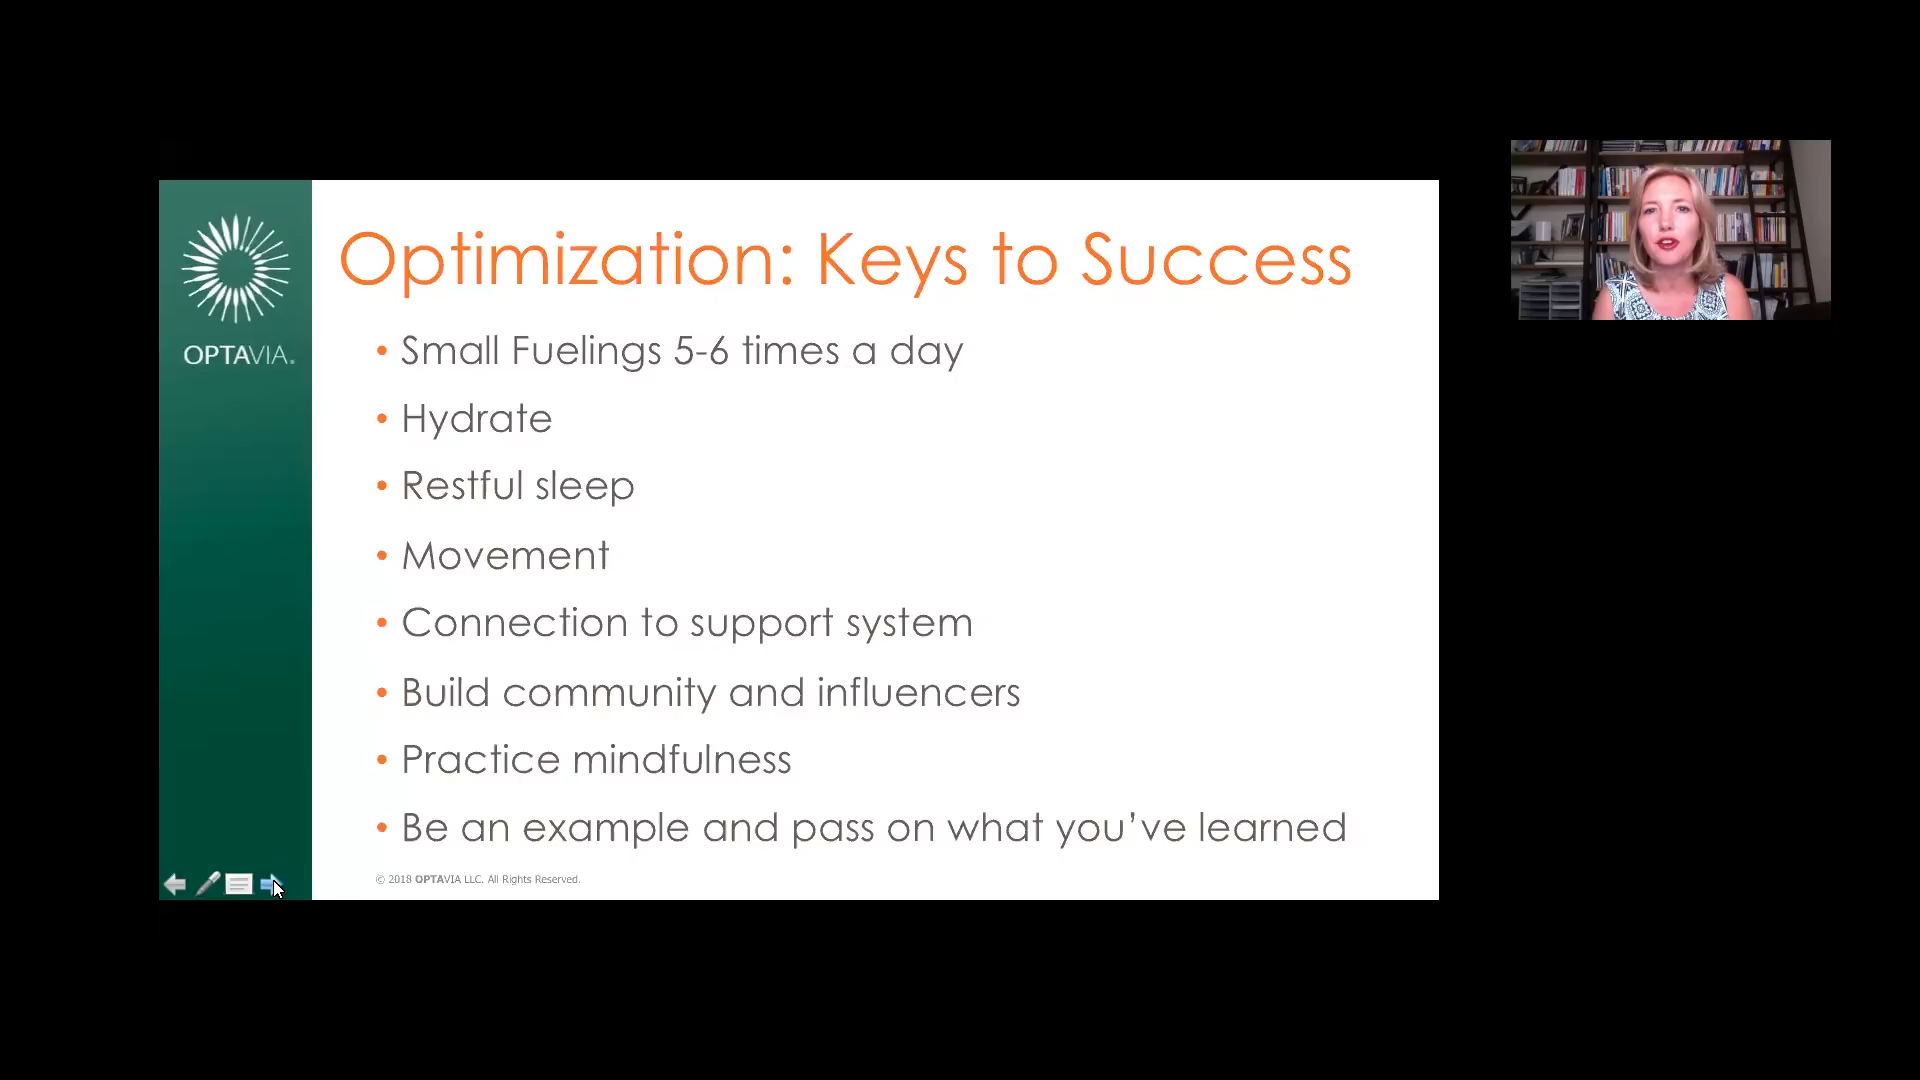 OPTAVIA.
Optimization: Keys to Success
• Small Fuelings 5-6 times a day
• Hydrate
• Restful sleep
• Movement
• Connection to support system
• Build community and influencers
• Practice mindfulness
• Be an example and pass on what you’ve learned
© 2018 OPTAVIA LLC. All Rights Reserved.